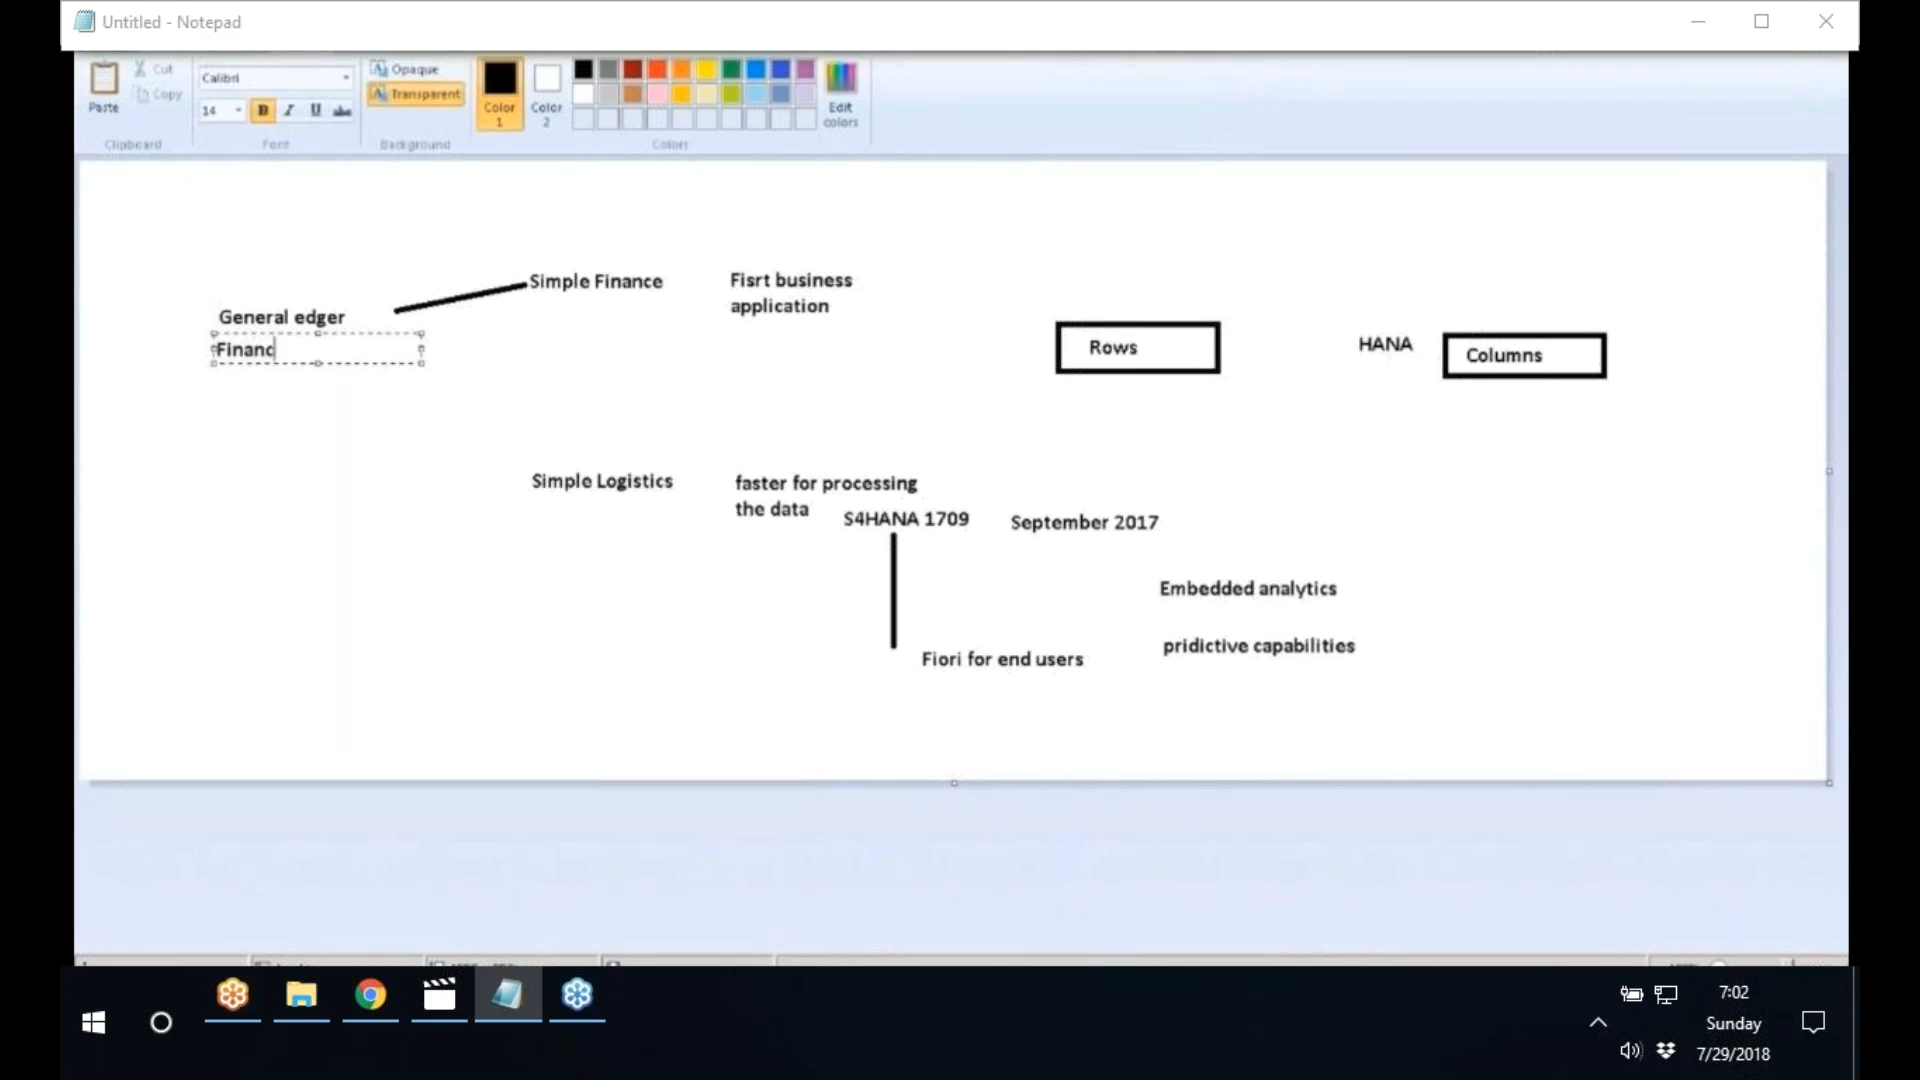 Untitled - Notepad
Paste
Cut
Copy
Clipboard
Calibri
14
B I U abc
Font
Opaque
Transparent
Background
Color 1
Color 2
Edit colors
Colors
Simple Finance
Fisrt business
application
General edger
Financ
Rows
HANA
Columns
Simple Logistics
faster for processing
the data
S4HANA 1709
September 2017
Embedded analytics
pridictive capabilities
Fiori for end users
7:02
Sunday
7/29/2018